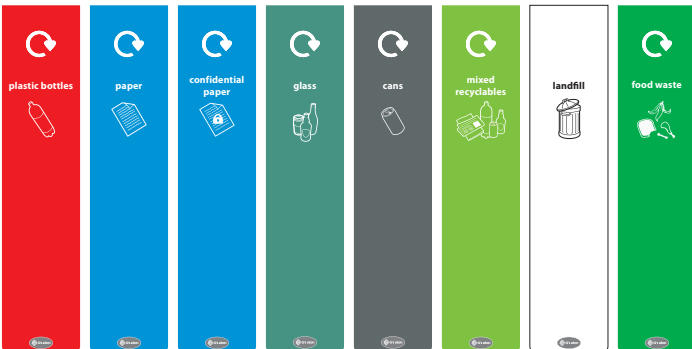 plastic bottles
paper
confidential
paper
glass
cans
mixed
recyclables
landfill
food waste